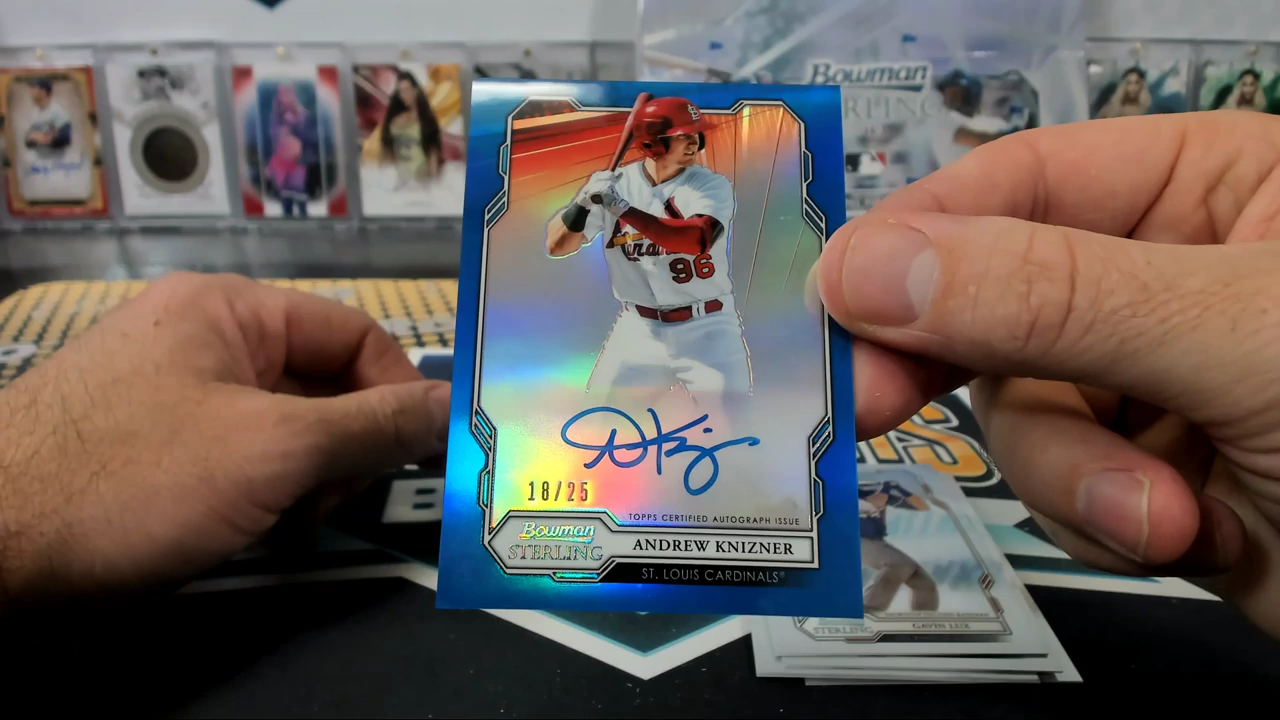 Bowman
STERLING
Cardinals
96
18/25
TOPPS CERTIFIED AUTOGRAPH ISSUE
Bowman
STERLING
ANDREW KNIZNER
ST. LOUIS CARDINALS®
STERLING
GAVIN LUX